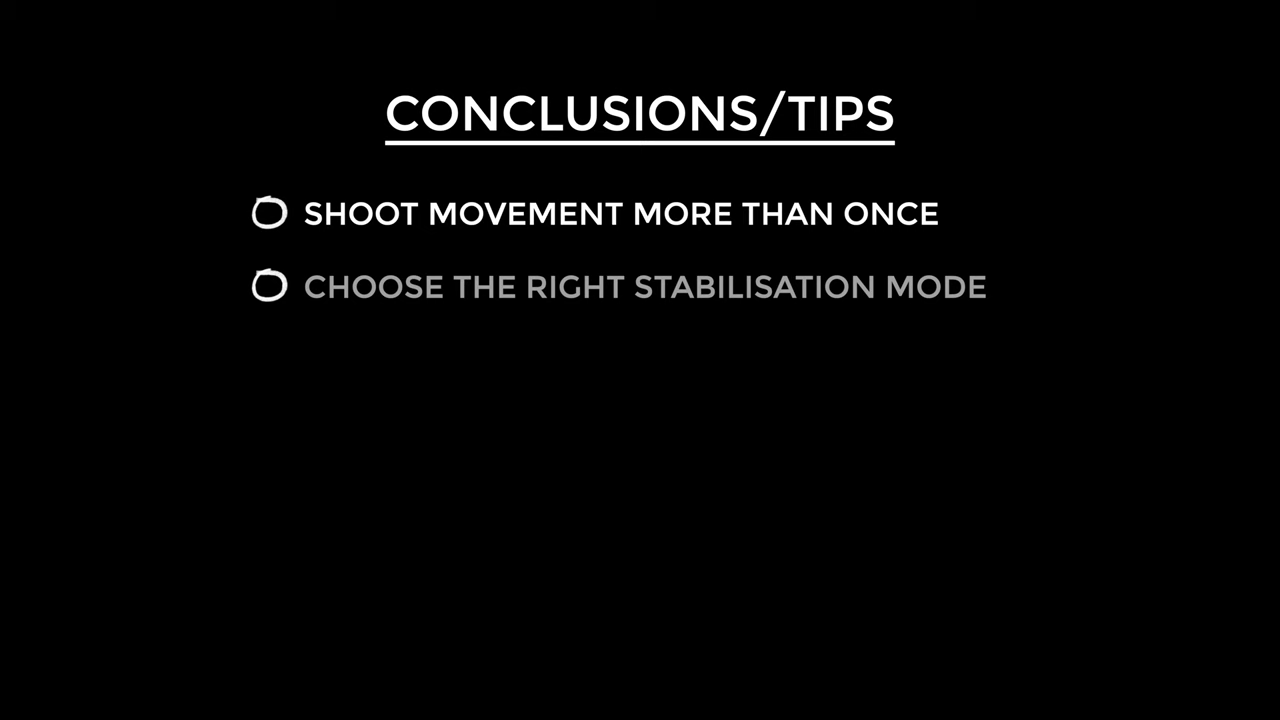 CONCLUSIONS/TIPS
SHOOT MOVEMENT MORE THAN ONCE
CHOOSE THE RIGHT STABILISATION MODE